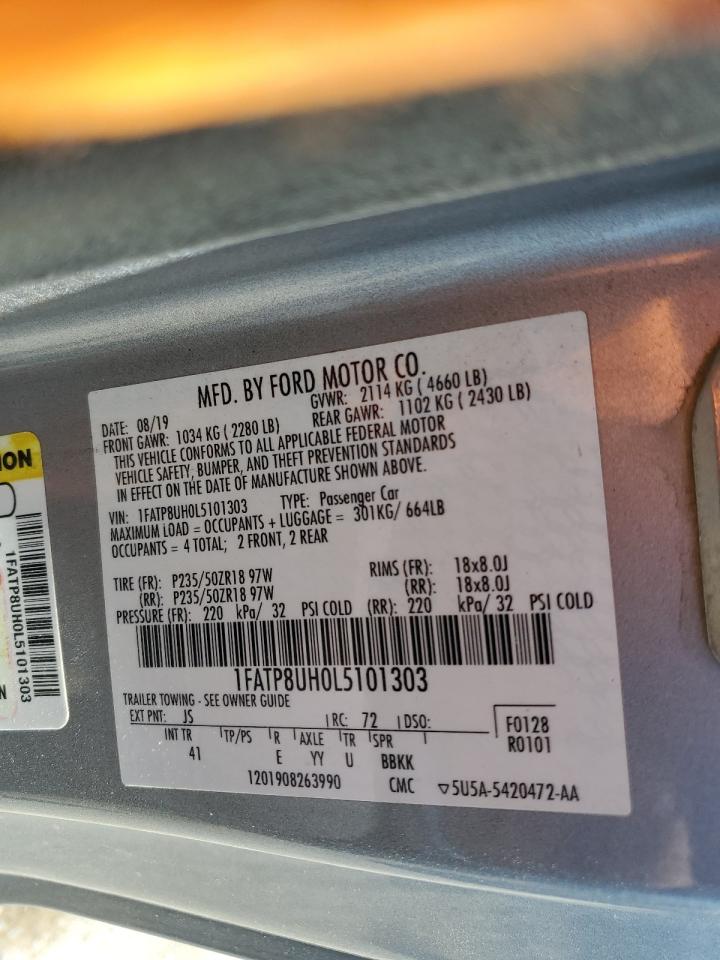 MFD. BY FORD MOTOR CO.
DATE: 08/19 GVWR: 2114 KG ( 4660 LB)
FRONT GAWR: 1034 KG ( 2280 LB) REAR GAWR: 1102 KG ( 2430 LB)
THIS VEHICLE CONFORMS TO ALL APPLICABLE FEDERAL MOTOR
VEHICLE SAFETY, BUMPER, AND THEFT PREVENTION STANDARDS
IN EFFECT ON THE DATE OF MANUFACTURE SHOWN ABOVE.
VIN: 1FATP8UH0L5101303 TYPE: Passenger Car
MAXIMUM LOAD = OCCUPANTS + LUGGAGE = 301KG/ 664LB
OCCUPANTS = 4 TOTAL; 2 FRONT, 2 REAR
TIRE (FR): P235/50ZR18 97W RIMS (FR): 18x8.0J
(RR): P235/50ZR18 97W (RR): 18x8.0J
PRESSURE (FR): 220 kPa/ 32 PSI COLD (RR): 220 kPa/ 32 PSI COLD
1FATP8UH0L5101303
TRAILER TOWING - SEE OWNER GUIDE
EXT PNT: JS RC: 72 DSO:
INT TR TP/PS R AXLE TR SPR
41 E YY U BBKK
F0128
R0101
1201908263990 CMC ▽5U5A-5420472-AA
ION
1FATP8UH0L5101303
N